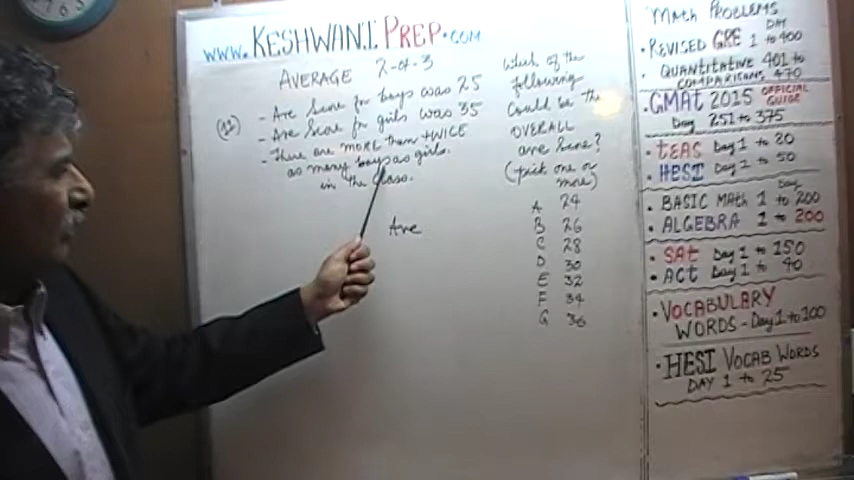 www.KESHWANI PREP.COM
AVERAGE 2-of-3
(12)
- Ave Score for boys was 25
- Ave Score for girls was 35
- There are MORE than tWICE
as many boys as girls
in the class.
Ave
Which of the
following
Could be the
OVERALL
ave Score?
(pick one or
more)
A 24
B 26
C 28
D 30
E 32
F 34
G 36
Math PROBLEMS
DAY
• REVISED GRE 1 to 400
• QUANTITATIVE 401 to
COMPARISONS 470
• GMAT 2015 OFFICIAL
GUIDE
Day 251 to 375
• tEAS Day 1 to 20
• HESI Day 1 to 50
Day
• BASIC MAth 1 to 200
• ALGEBRA 1 to 200
• SAt Day 1 to 150
• ACt Day 1 to 40
• VOCABULARY
WORDS - Day 1 to 100
• HESI VOCAB WORDS
DAY 1 to 25